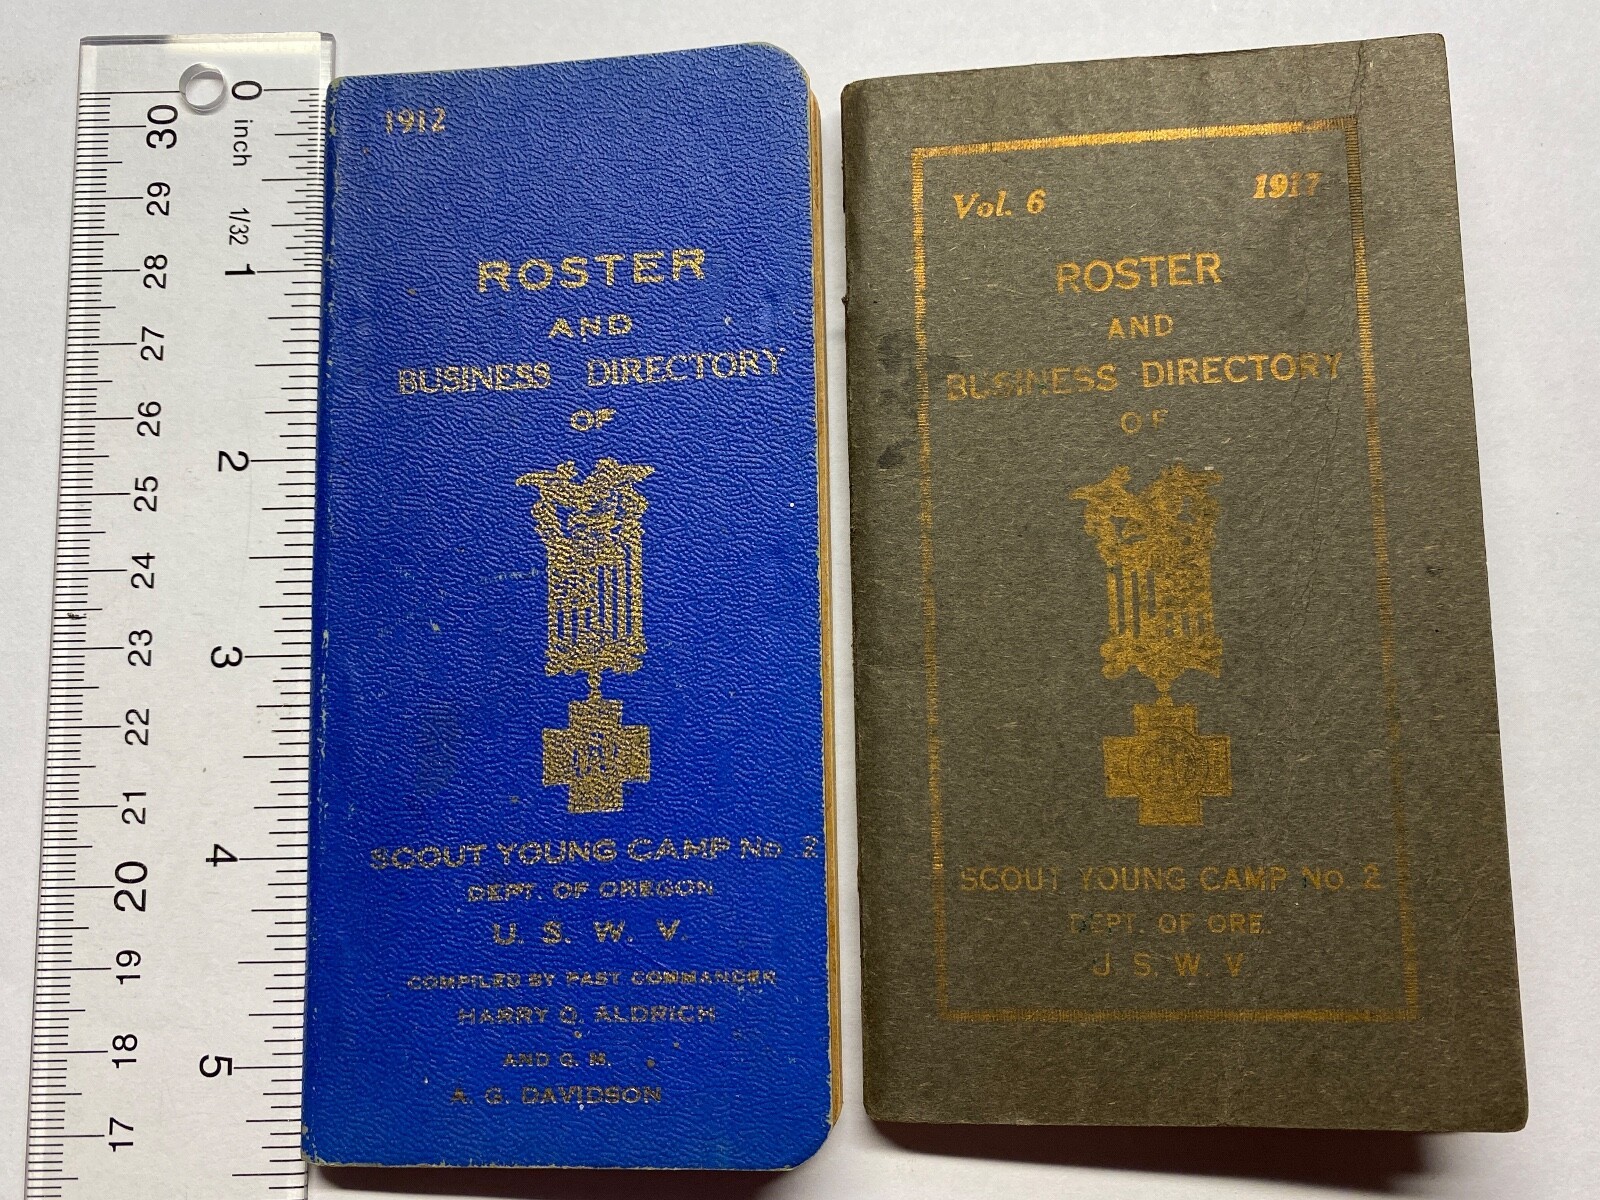 0
inch
1/32
1
2
3
4
5
30
29
28
27
26
25
24
23
22
21
20
19
18
17
1912
ROSTER
AND
BUSINESS DIRECTORY
OF
SCOUT YOUNG CAMP No 2
DEPT. OF OREGON
U. S. W. V.
COMPILED BY PAST COMMANDER
HARRY O. ALDRICH
AND Q. M.
A. G. DAVIDSON
Vol. 6 1917
ROSTER
AND
BUSINESS DIRECTORY
OF
SCOUT YOUNG CAMP No. 2
DEPT. OF ORE.
U. S. W. V